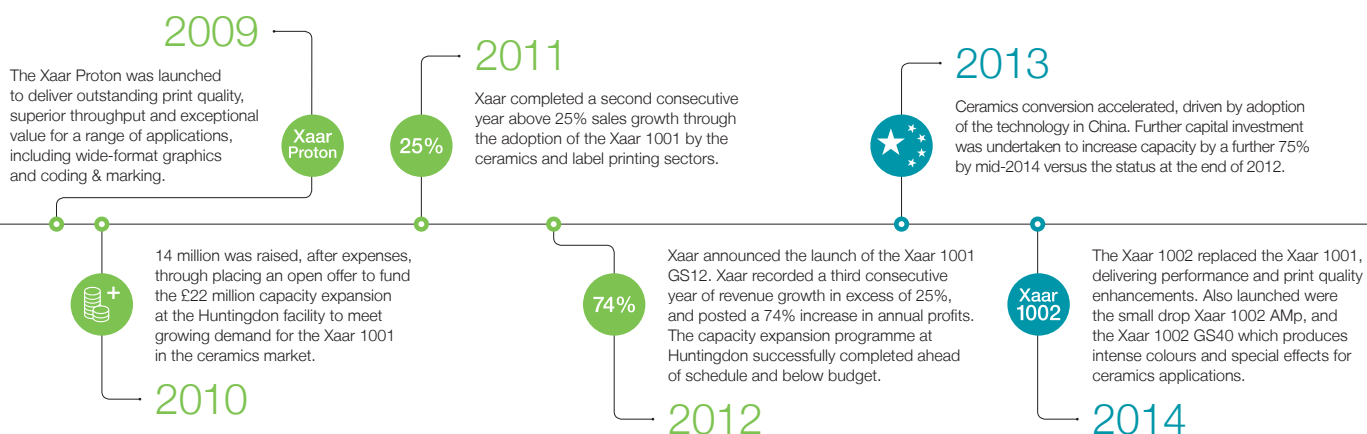 2009
The Xaar Proton was launched
to deliver outstanding print quality,
superior throughput and exceptional
value for a range of applications,
including wide-format graphics
and coding & marking.
Xaar
Proton
14 million was raised, after expenses,
through placing an open offer to fund
the £22 million capacity expansion
at the Huntingdon facility to meet
growing demand for the Xaar 1001
in the ceramics market.
2010
2011
Xaar completed a second consecutive
year above 25% sales growth through
the adoption of the Xaar 1001 by the
ceramics and label printing sectors.
25%
74%
Xaar announced the launch of the Xaar 1001
GS12. Xaar recorded a third consecutive
year of revenue growth in excess of 25%,
and posted a 74% increase in annual profits.
The capacity expansion programme at
Huntingdon successfully completed ahead
of schedule and below budget.
2012
2013
Ceramics conversion accelerated, driven by adoption
of the technology in China. Further capital investment
was undertaken to increase capacity by a further 75%
by mid-2014 versus the status at the end of 2012.
Xaar
1002
The Xaar 1002 replaced the Xaar 1001,
delivering performance and print quality
enhancements. Also launched were
the small drop Xaar 1002 AMp, and
the Xaar 1002 GS40 which produces
intense colours and special effects for
ceramics applications.
2014